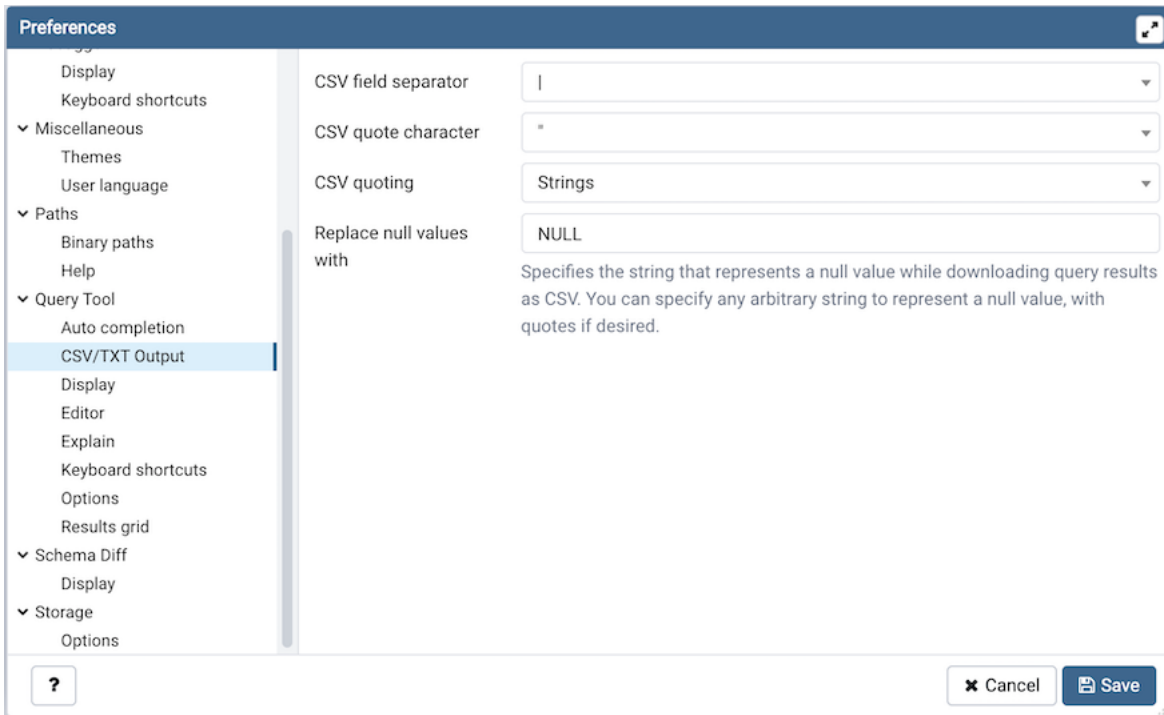 Preferences
Display
Keyboard shortcuts
Miscellaneous
Themes
User language
Paths
Binary paths
Help
Query Tool
Auto completion
CSV/TXT Output
Display
Editor
Explain
Keyboard shortcuts
Options
Results grid
Schema Diff
Display
Storage
Options
CSV field separator
|
CSV quote character
"
CSV quoting
Strings
Replace null values
with
NULL
Specifies the string that represents a null value while downloading query results
as CSV. You can specify any arbitrary string to represent a null value, with
quotes if desired.
?
Cancel
Save